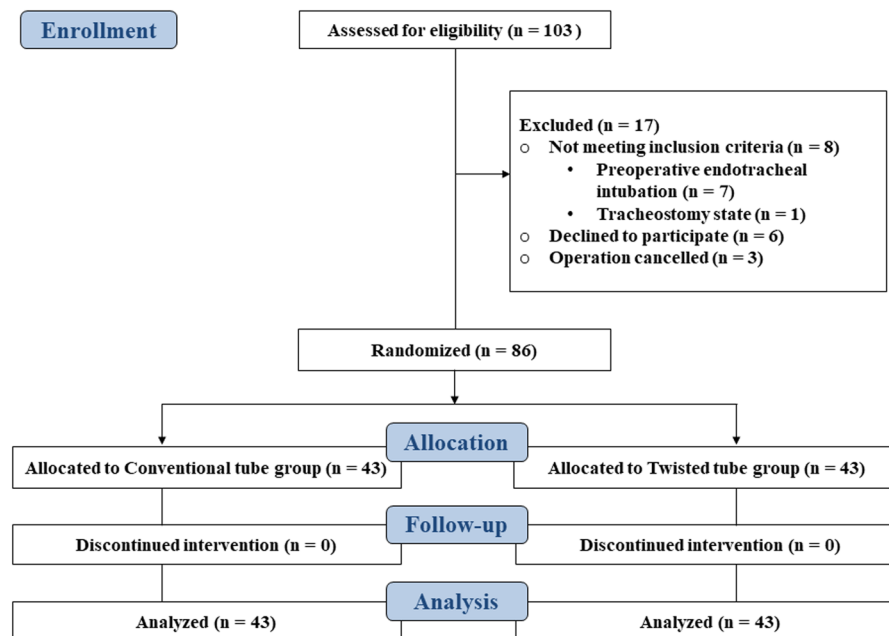 Enrollment
Assessed for eligibility (n = 103 )
Excluded (n = 17)
o Not meeting inclusion criteria (n = 8)
• Preoperative endotracheal
intubation (n = 7)
• Tracheostomy state (n = 1)
o Declined to participate (n = 6)
o Operation cancelled (n = 3)
Randomized (n = 86)
Allocation
Allocated to Conventional tube group (n = 43)
Allocated to Twisted tube group (n = 43)
Follow-up
Discontinued intervention (n = 0)
Discontinued intervention (n = 0)
Analysis
Analyzed (n = 43)
Analyzed (n = 43)